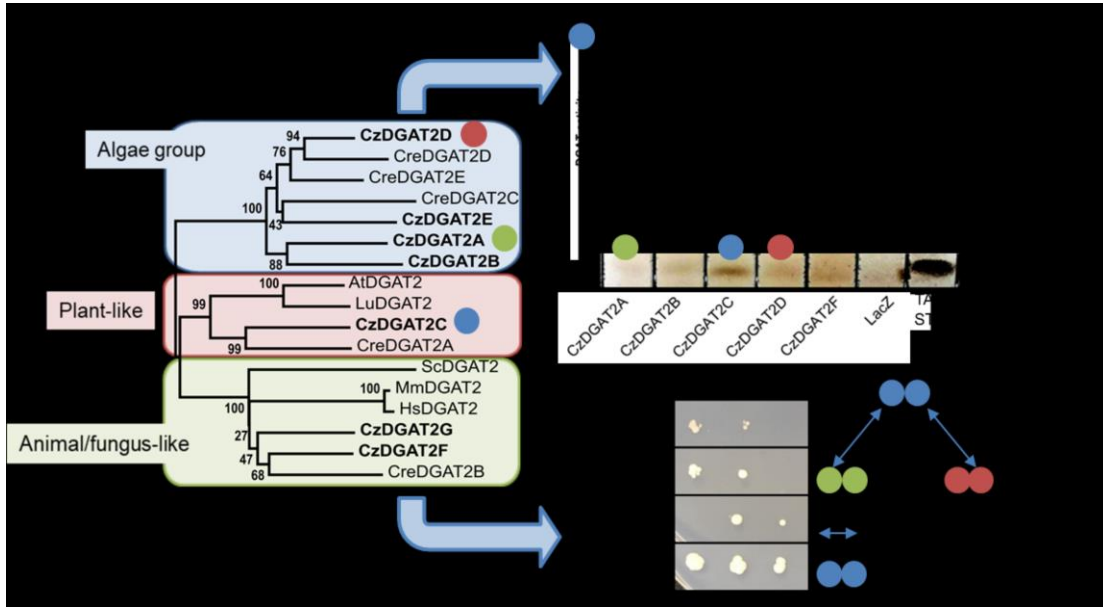 Algae group
94
CzDGAT2D
76
CreDGAT2D
64
CreDGAT2E
CreDGAT2C
100
43
CzDGAT2E
CzDGAT2A
88
CzDGAT2B
Plant-like
100
AtDGAT2
99
LuDGAT2
CzDGAT2C
99
CreDGAT2A
Animal/fungus-like
ScDGAT2
100
MmDGAT2
HsDGAT2
100
27
CzDGAT2G
47
CzDGAT2F
68
CreDGAT2B
CzDGAT2A
CzDGAT2B
CzDGAT2C
CzDGAT2D
CzDGAT2F
LacZ
TA
ST